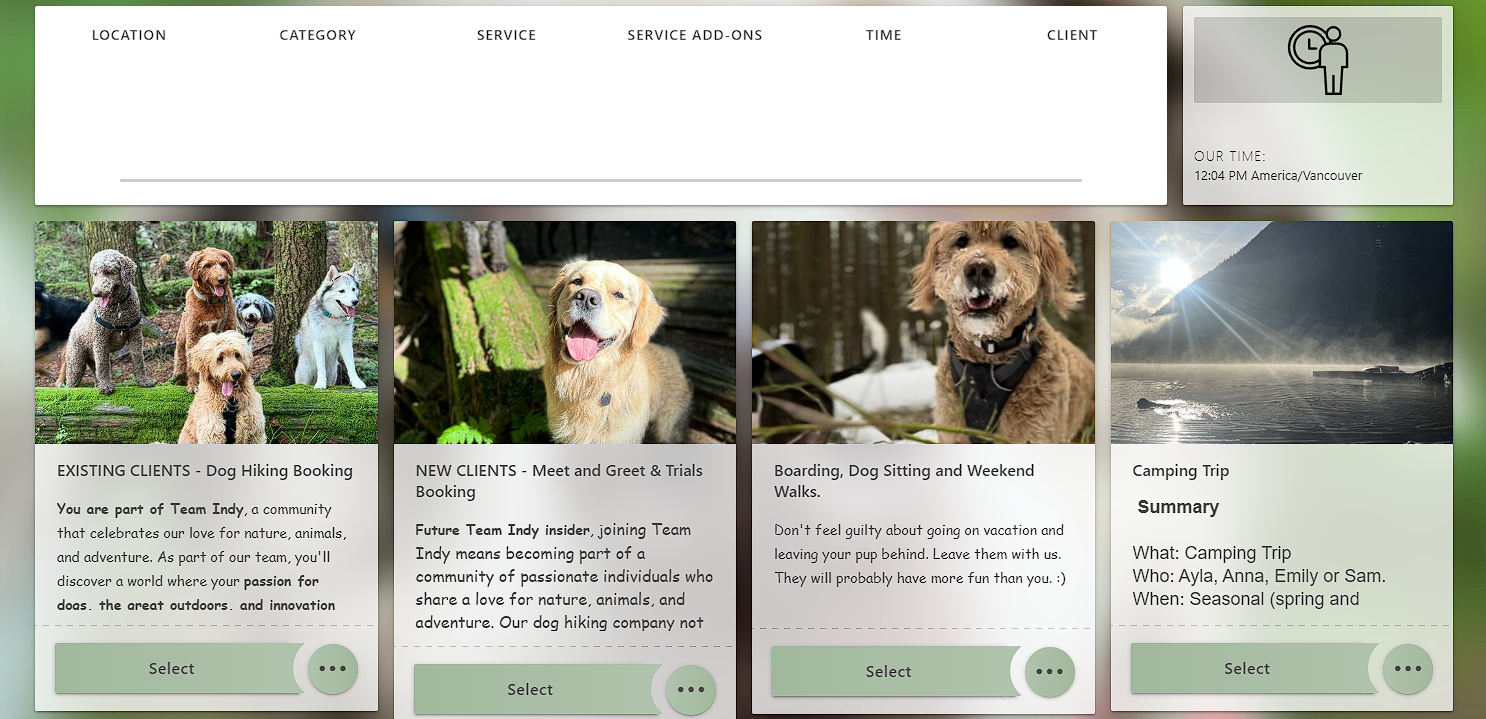 LOCATION CATEGORY SERVICE SERVICE ADD-ONS TIME CLIENT
OUR TIME:
12:04 PM America/Vancouver
EXISTING CLIENTS - Dog Hiking Booking
You are part of Team Indy, a community
that celebrates our love for nature, animals,
and adventure. As part of our team, you'll
discover a world where your passion for
dogs, the great outdoors, and innovation
Select
NEW CLIENTS - Meet and Greet & Trials
Booking
Future Team Indy insider, joining Team
Indy means becoming part of a
community of passionate individuals who
share a love for nature, animals, and
adventure. Our dog hiking company not
Select
Boarding, Dog Sitting and Weekend
Walks.
Don't feel guilty about going on vacation and
leaving your pup behind. Leave them with us.
They will probably have more fun than you. :)
Select
Camping Trip
Summary
What: Camping Trip
Who: Ayla, Anna, Emily or Sam.
When: Seasonal (spring and
Select